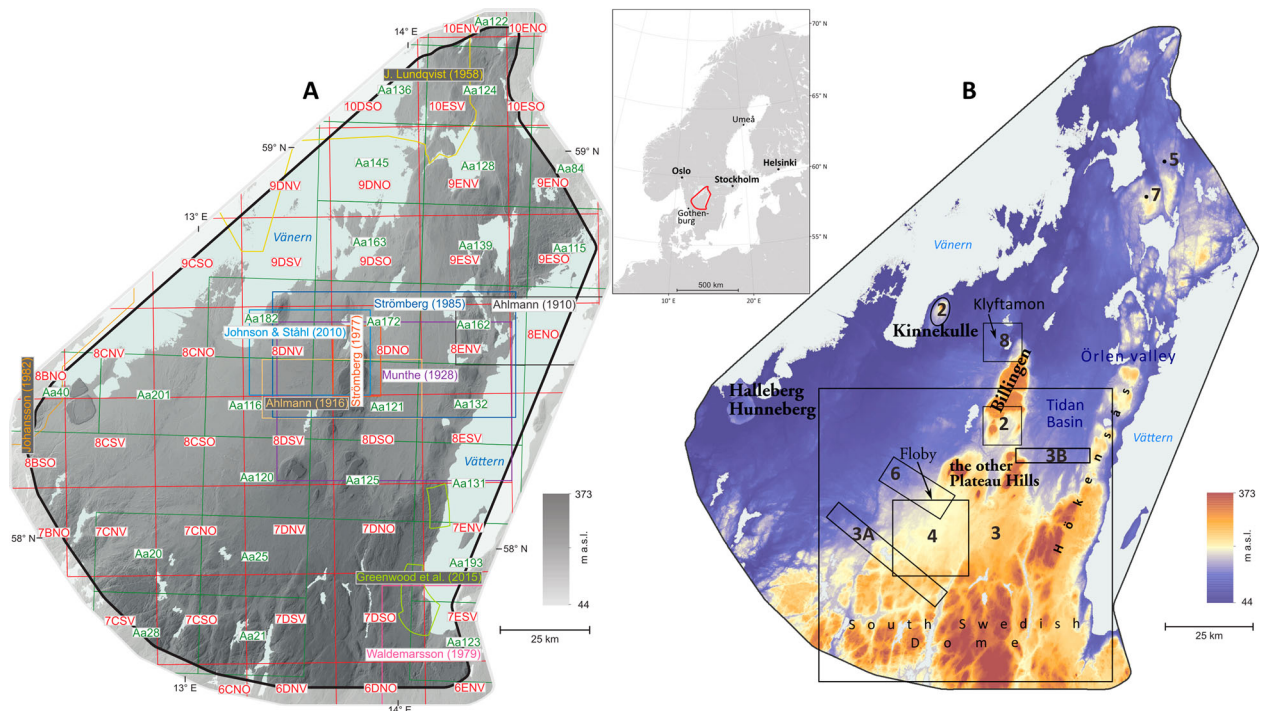 A
14° E
10ENV
Aa122
10ENO
J. Lundqvist (1958)
Aa136
Aa124
10DSO
10ESV
10ESO
59° N
59° N
Aa145
Aa128
Aa84
9DNV
9DNO
9ENV
9ENO
13° E
Vänern
Aa163
Aa139
Aa115
9CSO
9DSV
9DSO
9ESV
9ESO
Strömberg (1985)
Ahlmann (1910)
Aa182
Aa172
Aa162
Johnson & Ståhl (2010)
Strömberg (1977)
8ENO
8CNV
8CNO
8DNV
8DNO
8ENV
Johansson (1982)
8BNO
Munthe (1928)
Aa40
Aa201
Aa116
Ahlmann (1916)
Aa121
Aa132
8CSV
8CSO
8DSV
8DSO
8ESV
8BSO
Vättern
Aa120
Aa125
Aa131
7BNO
7CNV
7CNO
7DNV
7DNO
7ENV
58° N
58° N
Aa20
Aa25
Aa193
Greenwood et al. (2015)
7CSV
7CSO
7DSV
7DSO
7ESV
Aa28
Aa21
Aa123
Waldemarsson (1979)
13° E
6CNO
6DNV
6DNO
6ENV
14° E
373
m a.s.l.
44
25 km
70° N
65° N
60° N
55° N
Umeå
Oslo
Helsinki
Stockholm
Gothen-
burg
500 km
10° E
20° E
B
5
7
Vänern
2
Klyftamon
Kinnekulle
8
Örlen valley
Halleberg
Hunneberg
Billingen
Tidan
Basin
2
Vättern
Floby
3B
6
the other
Plateau Hills
Hökensås
3A
4
3
South Swedish
Dome
373
m a.s.l.
44
25 km